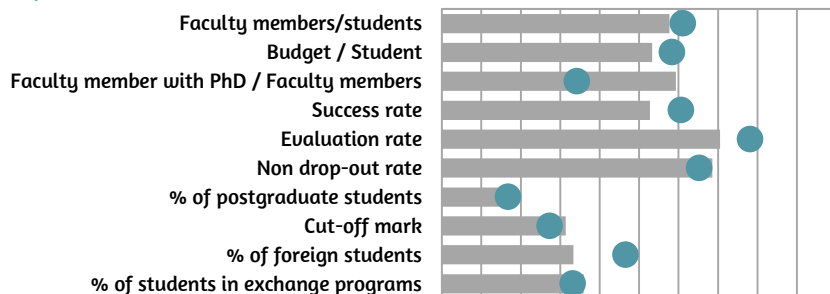 Faculty members/students
Budget / Student
Faculty member with PhD / Faculty members
Success rate
Evaluation rate
Non drop-out rate
% of postgraduate students
Cut-off mark
% of foreign students
% of students in exchange programs